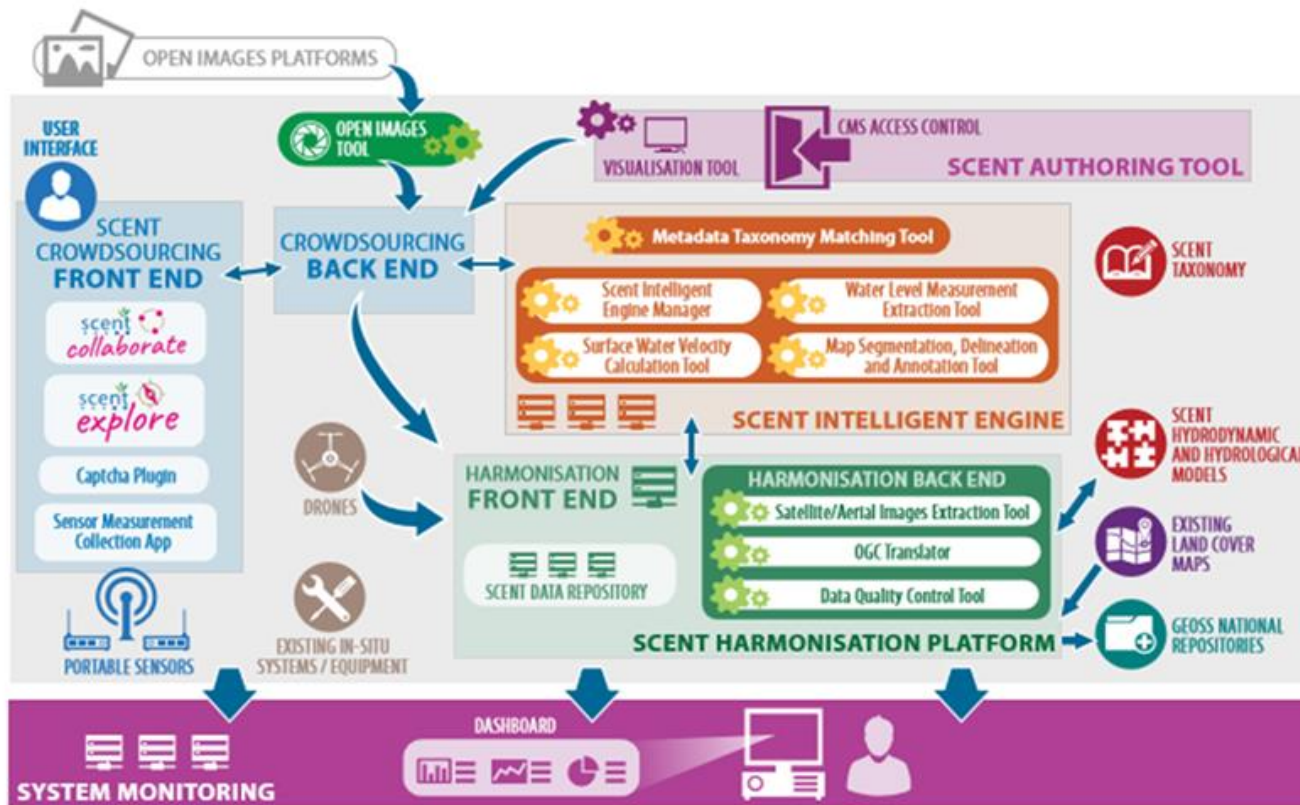 OPEN IMAGES PLATFORMS
USER
INTERFACE
OPEN IMAGES
TOOL
VISUALISATION TOOL
CMS ACCESS CONTROL
SCENT AUTHORING TOOL
SCENT
CROWDSOURCING
FRONT END
scent
collaborate
scent
explore
Captcha Plugin
Sensor Measurement
Collection App
PORTABLE SENSORS
CROWDSOURCING
BACK END
Metadata Taxonomy Matching Tool
Scent Intelligent
Engine Manager
Water Level Measurement
Extraction Tool
Surface Water Velocity
Calculation Tool
Map Segmentation, Delineation
and Annotation Tool
SCENT INTELLIGENT ENGINE
SCENT
TAXONOMY
DRONES
EXISTING IN-SITU
SYSTEMS / EQUIPMENT
HARMONISATION
FRONT END
SCENT DATA REPOSITORY
HARMONISATION BACK END
Satellite/Aerial Images Extraction Tool
OGC Translator
Data Quality Control Tool
SCENT HARMONISATION PLATFORM
SCENT
HYDRODYNAMIC
AND HYDROLOGICAL
MODELS
EXISTING
LAND COVER
MAPS
GEOSS NATIONAL
REPOSITORIES
SYSTEM MONITORING
DASHBOARD